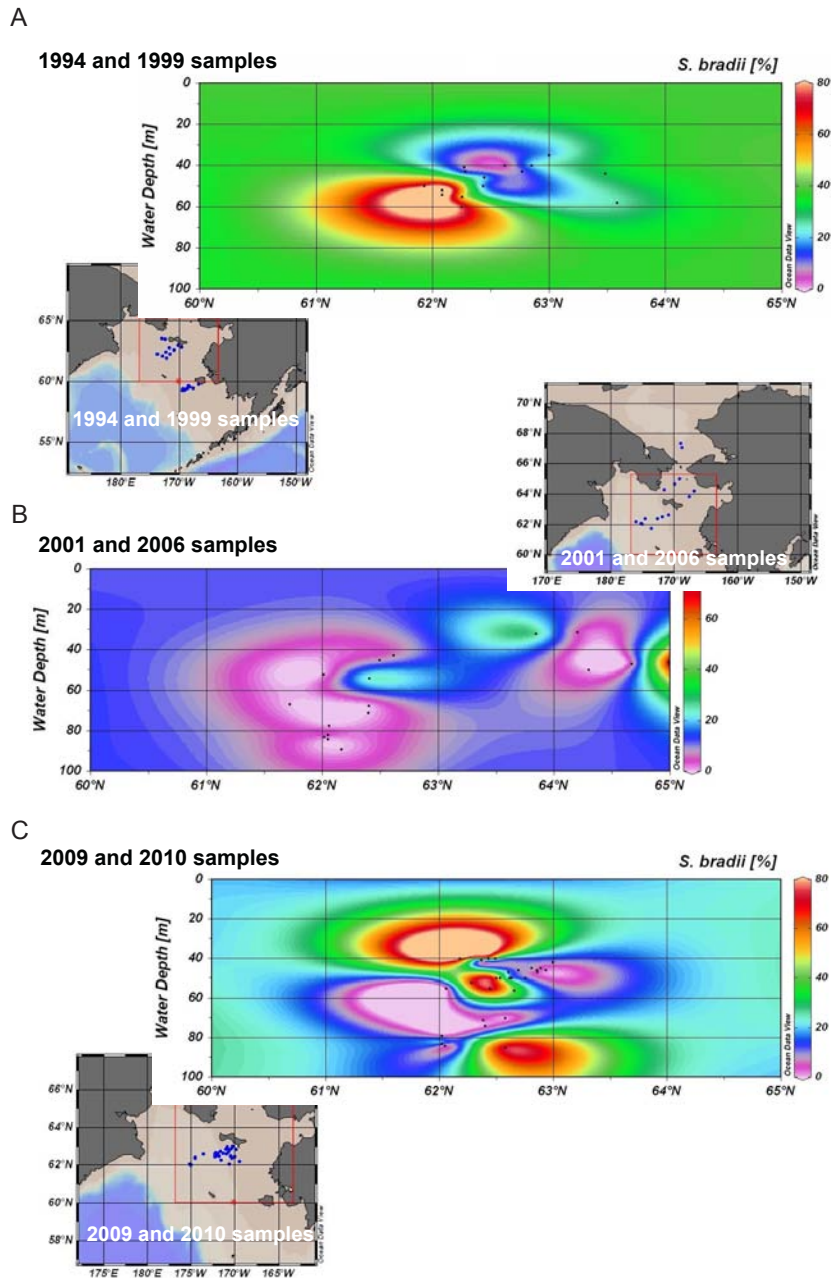 A
1994 and 1999 samples
S. bradii [%]
0
20
40
60
80
100
Water Depth [m]
60°N
61°N
62°N
63°N
64°N
65°N
80
60
40
20
0
Ocean Data View
65°N
60°N
55°N
1994 and 1999 samples
180°E
170°W
160°W
150°W
Ocean Data View
70°N
68°N
66°N
64°N
62°N
60°N
2001 and 2006 samples
170°E
180°E
170°W
160°W
150°W
Ocean Data View
B
2001 and 2006 samples
0
20
40
60
80
100
Water Depth [m]
60°N
61°N
62°N
63°N
64°N
65°N
60
40
20
0
Ocean Data View
C
2009 and 2010 samples
S. bradii [%]
0
20
40
60
80
100
Water Depth [m]
60°N
61°N
62°N
63°N
64°N
65°N
80
60
40
20
0
Ocean Data View
66°N
64°N
62°N
60°N
58°N
2009 and 2010 samples
175°E
180°E
175°W
170°W
165°W
Ocean Data View